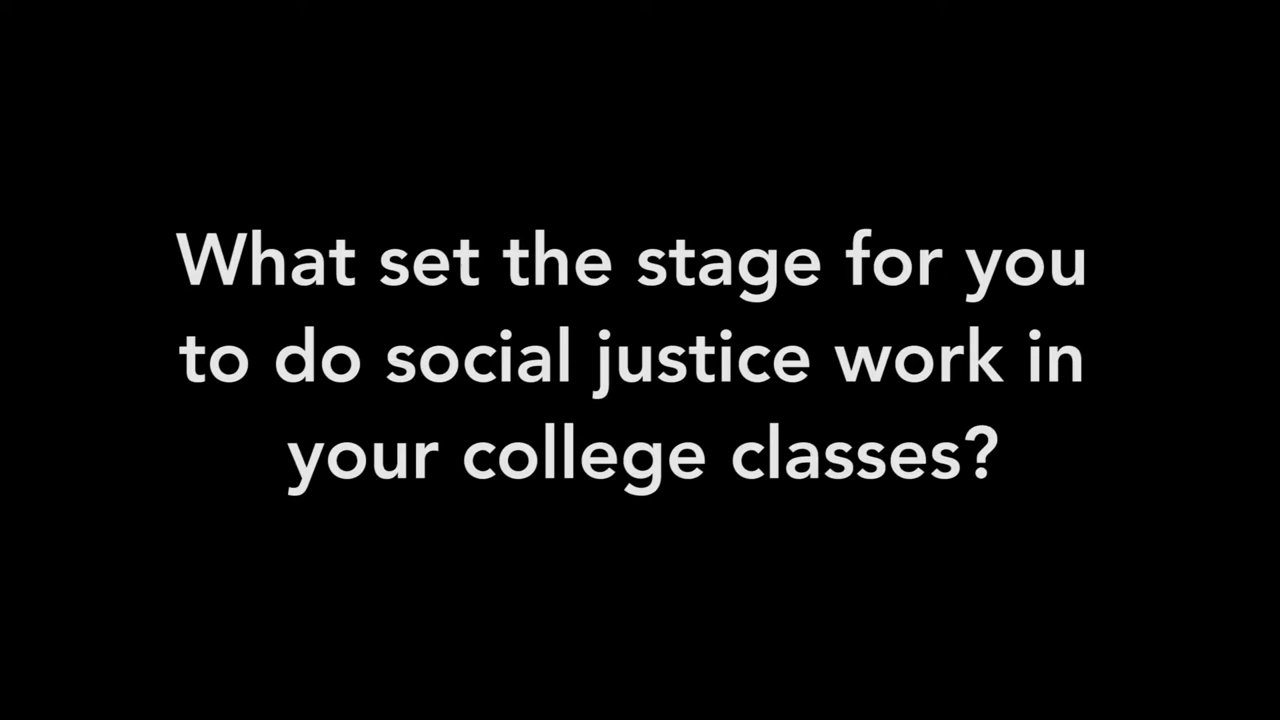 What set the stage for you
to do social justice work in
your college classes?